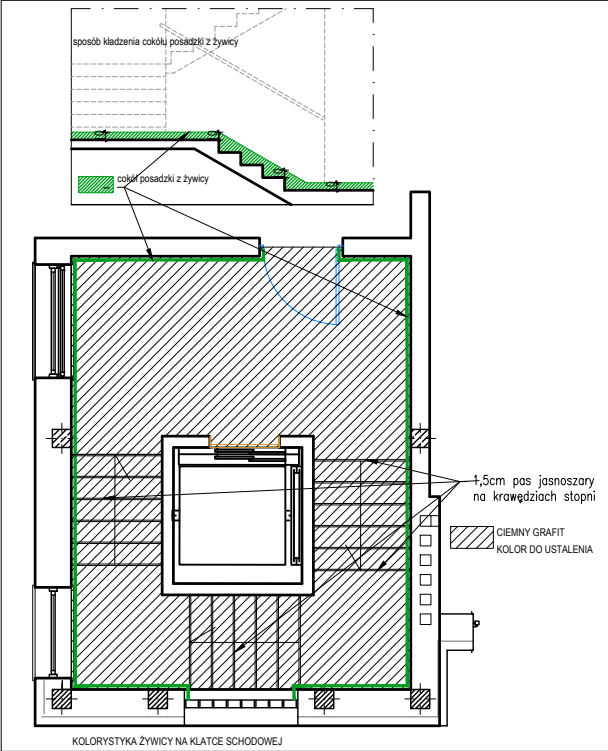 sposób kładzenia cokółu posadzki z żywicy
cokół posadzki z żywicy
1,5cm pas jasnoszary
na krawędziach stopni
CIEMNY GRAFIT
KOLOR DO USTALENIA
KOLORYSTYKA ŻYWICY NA KLATCE SCHODOWEJ